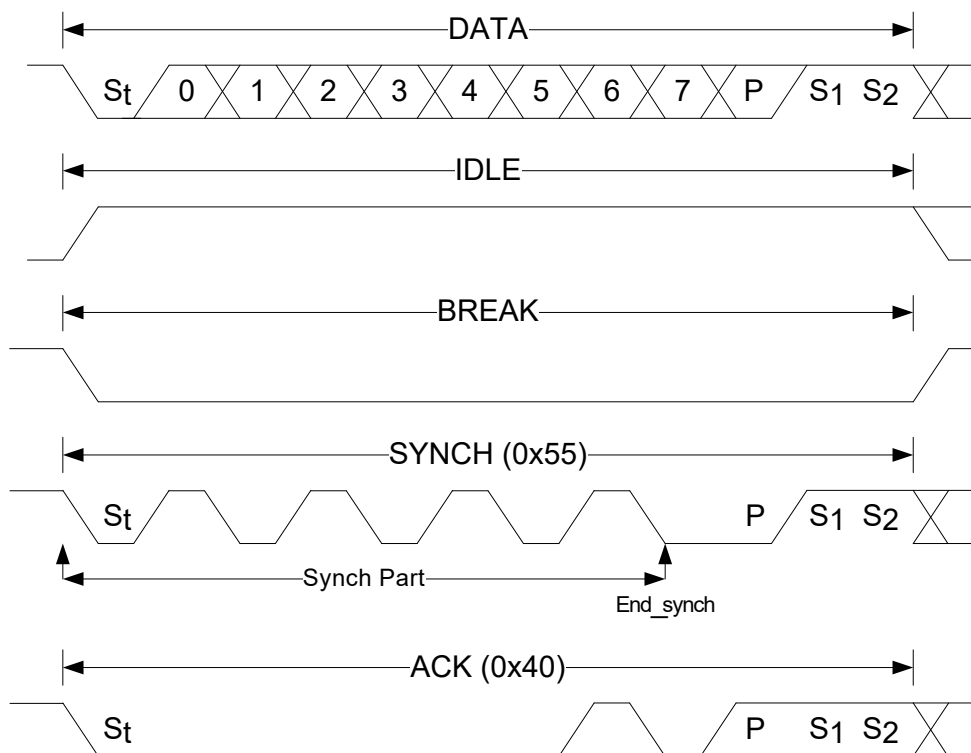 DATA
St 0 1 2 3 4 5 6 7 P S1 S2
IDLE
BREAK
SYNCH (0x55)
St P S1 S2
Synch Part
End_synch
ACK (0x40)
St P S1 S2